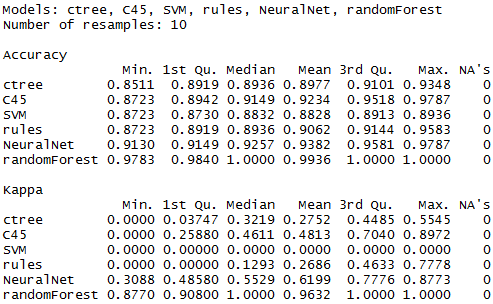 Models: ctree, C45, SVM, rules, NeuralNet, randomForest
Number of resamples: 10
Accuracy
Min. 1st Qu. Median Mean 3rd Qu. Max. NA's
ctree 0.8511 0.8919 0.8936 0.8977 0.9101 0.9348 0
C45 0.8723 0.8942 0.9149 0.9234 0.9518 0.9787 0
SVM 0.8723 0.8730 0.8832 0.8828 0.8913 0.8936 0
rules 0.8723 0.8919 0.8936 0.9062 0.9144 0.9583 0
NeuralNet 0.9130 0.9149 0.9257 0.9382 0.9581 0.9787 0
randomForest 0.9783 0.9840 1.0000 0.9936 1.0000 1.0000 0
Kappa
Min. 1st Qu. Median Mean 3rd Qu. Max. NA's
ctree 0.0000 0.03747 0.3219 0.2752 0.4485 0.5545 0
C45 0.0000 0.25880 0.4611 0.4813 0.7040 0.8972 0
SVM 0.0000 0.00000 0.0000 0.0000 0.0000 0.0000 0
rules 0.0000 0.00000 0.1293 0.2686 0.4633 0.7778 0
NeuralNet 0.3088 0.48580 0.5529 0.6199 0.7776 0.8773 0
randomForest 0.8770 0.90800 1.0000 0.9632 1.0000 1.0000 0